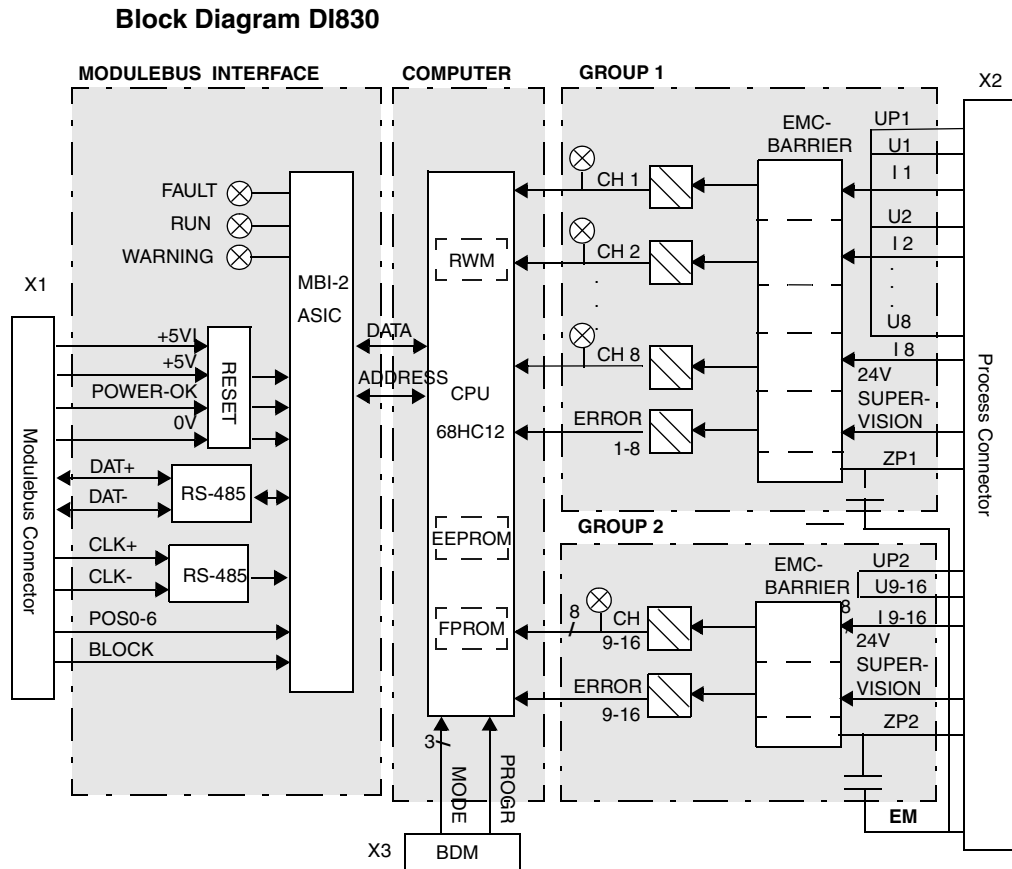 Block Diagram DI830
MODULEBUS INTERFACE
COMPUTER
GROUP 1
X2
FAULT
RUN
WARNING
X1
MBI-2
ASIC
+5VI
+5V
POWER-OK
0V
RESET
DAT+
DAT-
RS-485
CLK+
CLK-
RS-485
POS0-6
BLOCK
Modulebus Connector
DATA
ADDRESS
RWM
CPU
68HC12
EEPROM
FPROM
3
MODE
PROGR
X3
BDM
CH 1
CH 2
.
.
.
CH 8
ERROR
1-8
EMC-
BARRIER
UP1
U1
I 1
U2
I 2
.
.
.
U8
I 8
24V
SUPER-
VISION
ZP1
Process Connector
GROUP 2
8
CH
9-16
ERROR
9-16
EMC-
BARRIER
UP2
U9-16
8
I 9-16
24V
SUPER-
VISION
ZP2
EM